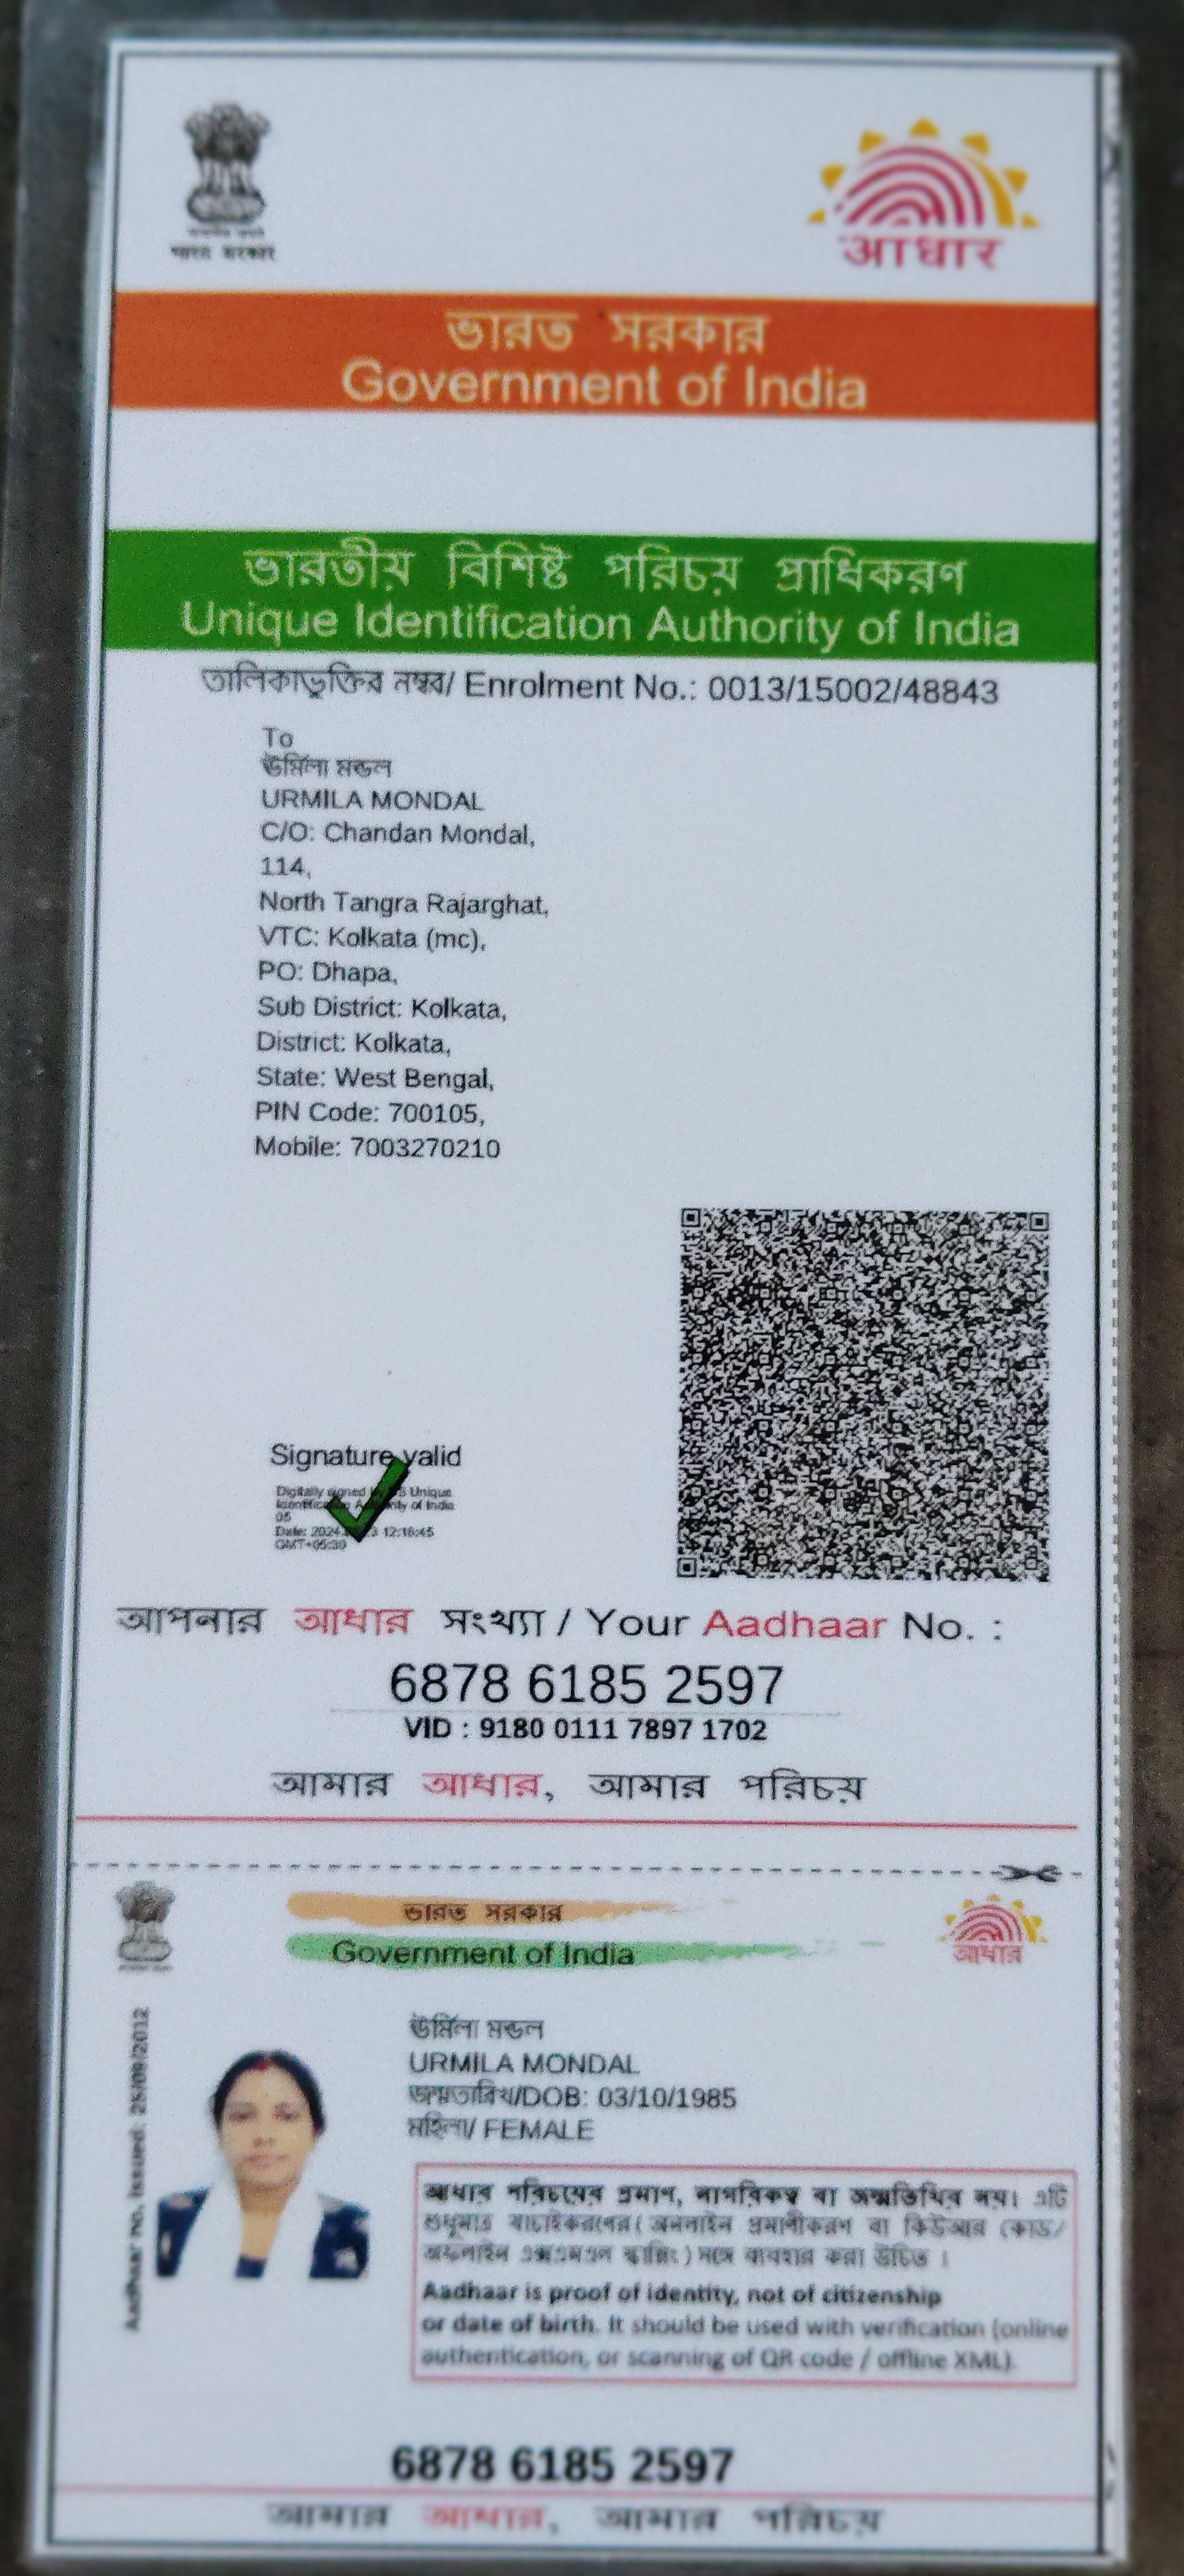 भारत सरकार
आधार
ভারত সরকার
Government of India
ভারতীয় বিশিষ্ট পরিচয় প্রাধিকরণ
Unique Identification Authority of India
তালিকাভুক্তির নম্বর/ Enrolment No.: 0013/15002/48843
To
ঊর্মিলা মন্ডল
URMILA MONDAL
C/O: Chandan Mondal,
114,
North Tangra Rajarghat,
VTC: Kolkata (mc),
PO: Dhapa,
Sub District: Kolkata,
District: Kolkata,
State: West Bengal,
PIN Code: 700105,
Mobile: 7003270210
Signature valid
Digitally signed Unique
Identification Authority of India
05
Date: 2024 12:16:45
GMT+05:30
আপনার আধার সংখ্যা / Your Aadhaar No. :
6878 6185 2597
VID : 9180 0111 7897 1702
আমার আধার, আমার পরিচয়
ভারত সরকার
Government of India
আধার
Aadhaar no. issued: 25/09/2012
ঊর্মিলা মন্ডল
URMILA MONDAL
জন্মতারিখ/DOB: 03/10/1985
মহিলা/ FEMALE
আধার পরিচয়ের প্রমাণ, নাগরিকত্ব বা জন্মতিথির নয়। এটি
শুধুমাত্র যাচাইকরণের (অনলাইন প্রমাণীকরণ বা কিউআর কোড/
অফলাইন এক্সএমএল স্ক্যানিং) সঙ্গে ব্যবহার করা উচিত ।
Aadhaar is proof of identity, not of citizenship
or date of birth. It should be used with verification (online
authentication, or scanning of QR code / offline XML).
6878 6185 2597
আমার আধার, আমার পরিচয়